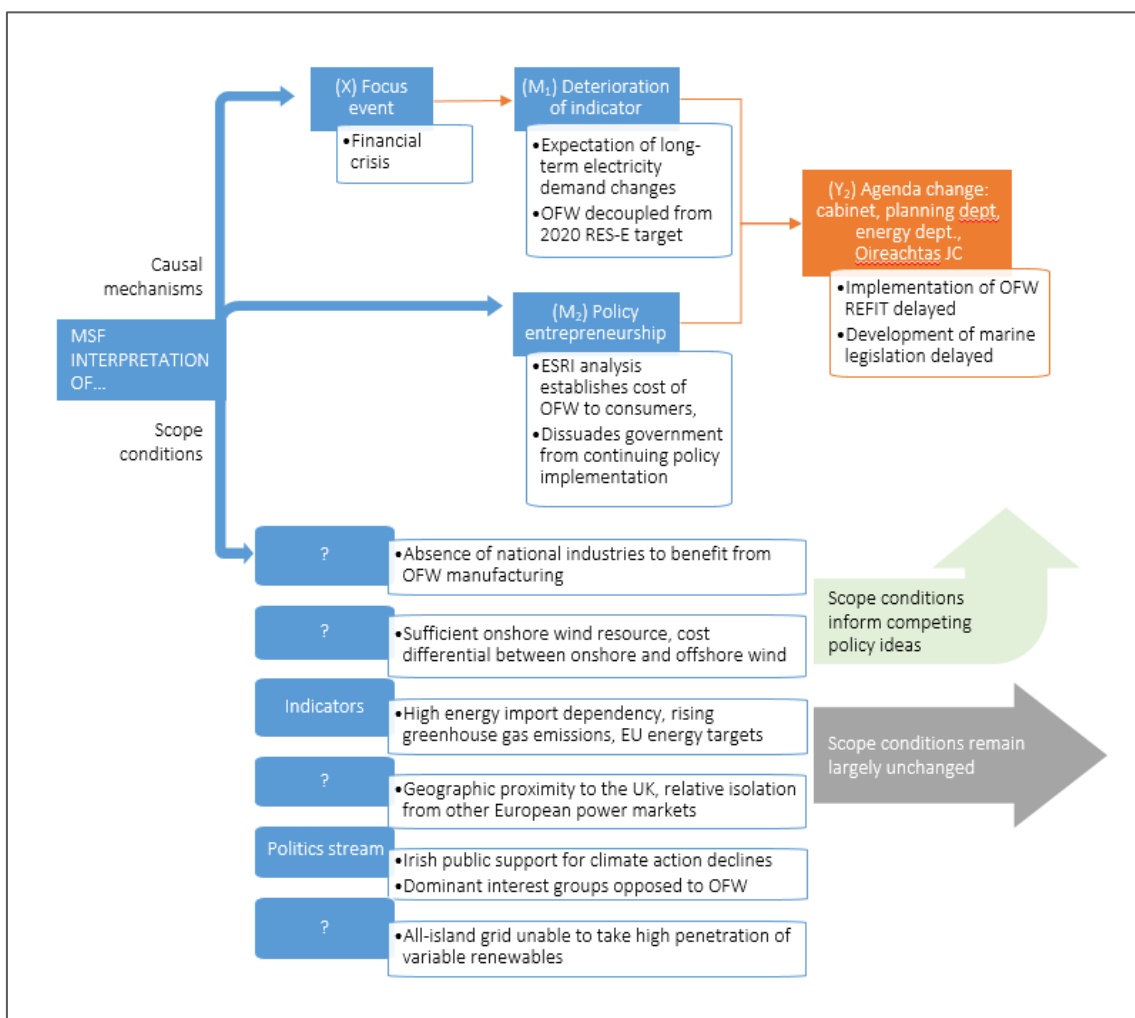 (X) Focus
event
•Financial
crisis
(M₁) Deterioration
of indicator
•Expectation of long-
term electricity
demand changes
•OFW decoupled from
2020 RES-E target
(Y₂) Agenda change:
cabinet, planning dept,
energy dept.,
Oireachtas JC
•Implementation of OFW
REFIT delayed
•Development of marine
legislation delayed
Causal
mechanisms
(M₂) Policy
entrepreneurship
•ESRI analysis
establishes cost of
OFW to consumers,
•Dissuades government
from continuing policy
implementation
MSF
INTERPRETATION
OF...
Scope
conditions
?
•Absence of national industries to benefit from
OFW manufacturing
?
•Sufficient onshore wind resource, cost
differential between onshore and offshore wind
Scope conditions
inform competing
policy ideas
Indicators
•High energy import dependency, rising
greenhouse gas emissions, EU energy targets
Scope conditions remain
largely unchanged
?
•Geographic proximity to the UK, relative isolation
from other European power markets
Politics stream
•Irish public support for climate action declines
•Dominant interest groups opposed to OFW
?
•All-island grid unable to take high penetration of
variable renewables